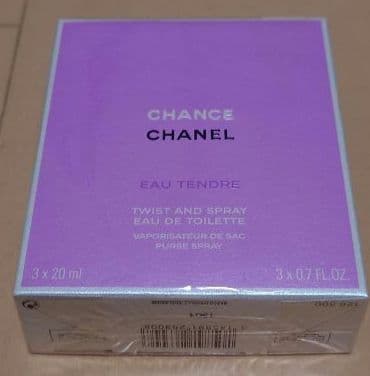 CHANCE
CHANEL
EAU TENDRE
TWIST AND SPRAY
EAU DE TOILETTE
VAPORISATEUR DE SAC
PURSE SPRAY
3 x 20 ml
3 x 0.7 FL.OZ.